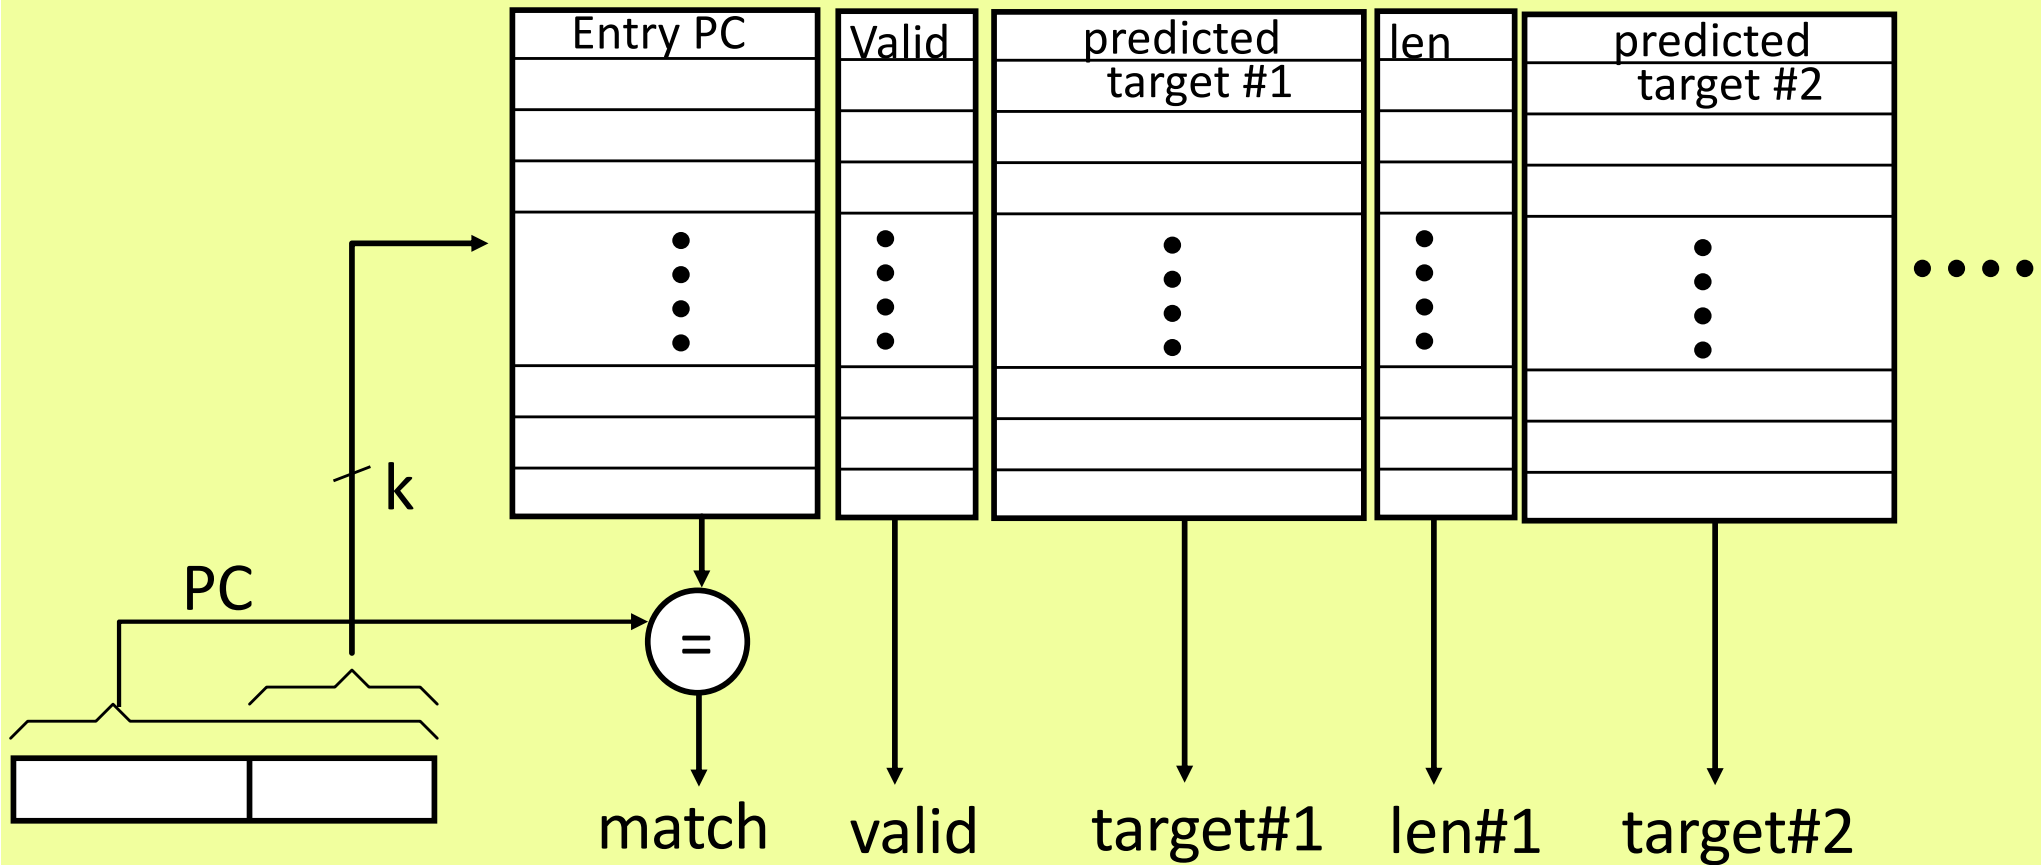 Entry PC
Valid
predicted
target #1
len
predicted
target #2
k
PC
=
match
valid
target#1
len#1
target#2